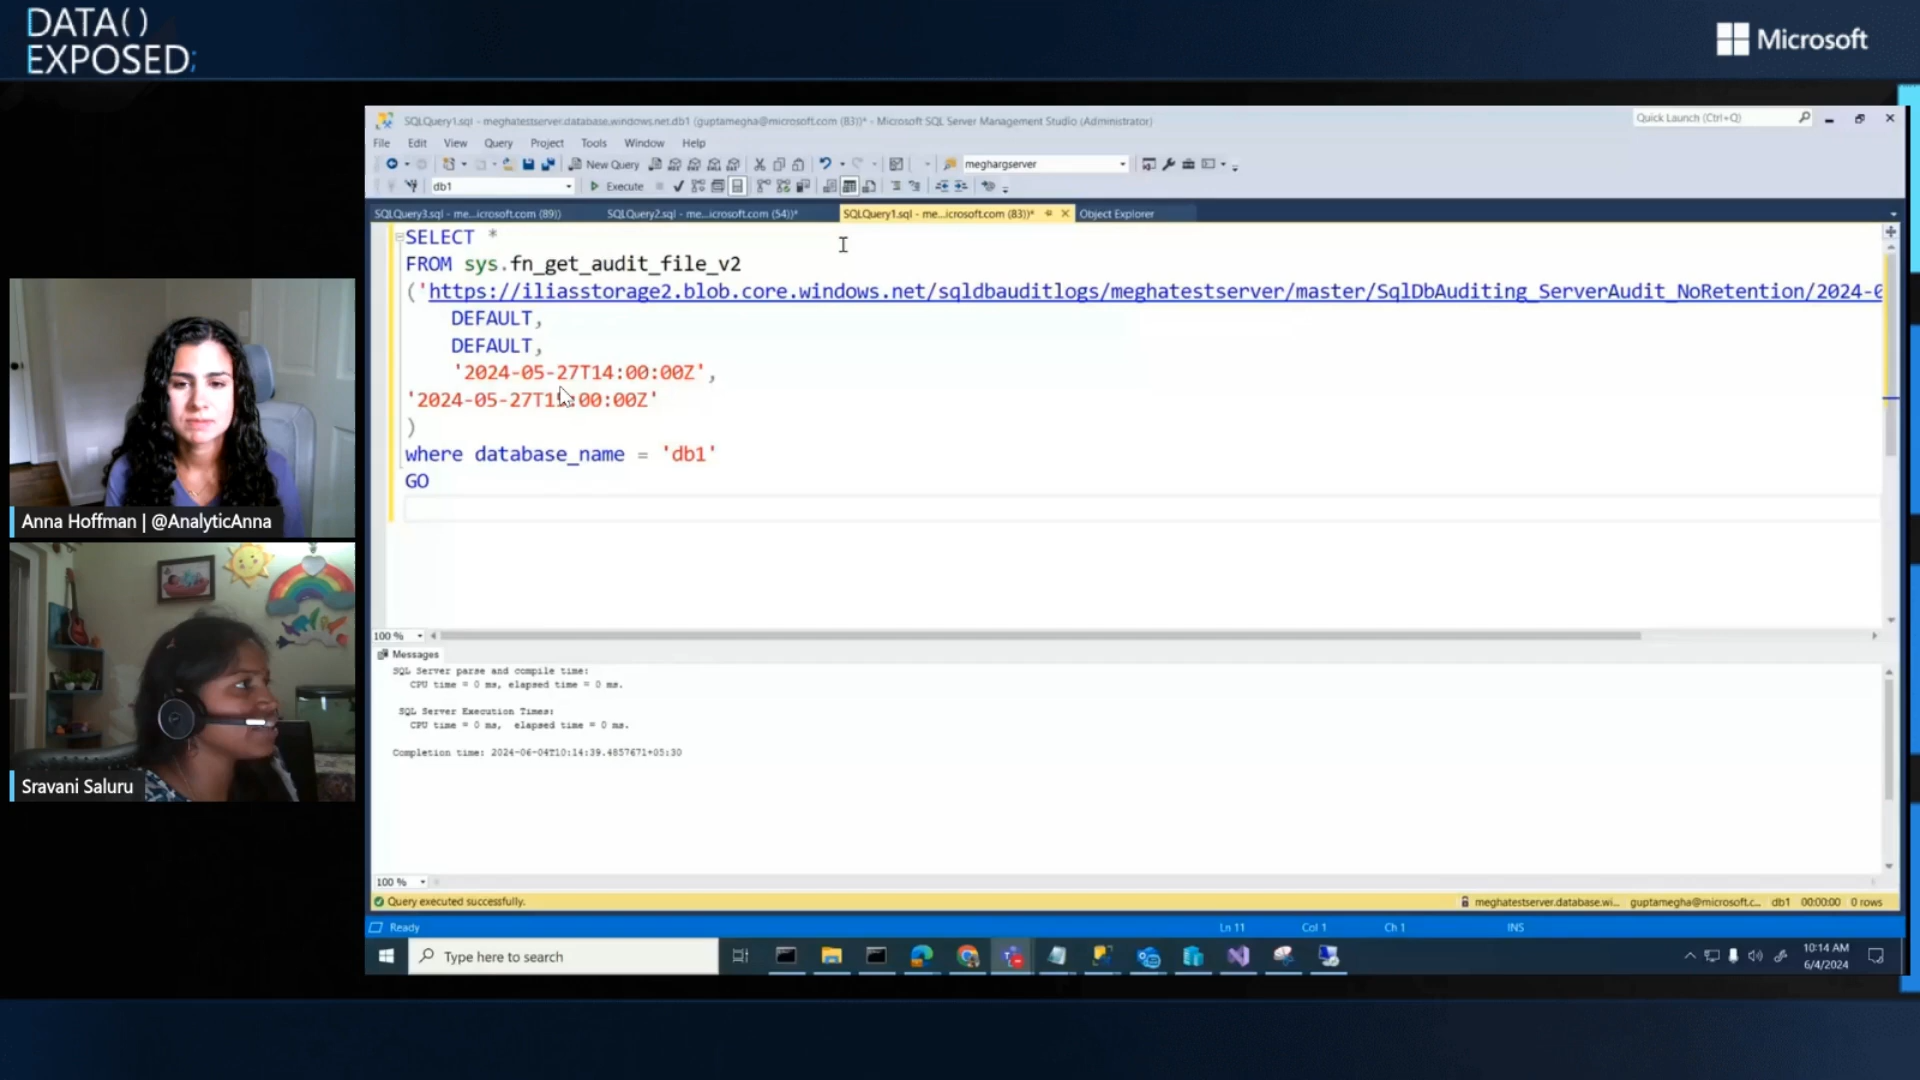 DATA()
EXPOSED;
Microsoft
SQLQuery1.sql - meghatestserver.database.windows.net.db1 (guptamegha@microsoft.com (83))* - Microsoft SQL Server Management Studio (Administrator)
Quick Launch (Ctrl+Q)
File Edit View Query Project Tools Window Help
New Query
meghargserver
db1
Execute
SQLQuery3.sql - me...icrosoft.com (89))
SQLQuery2.sql - me...icrosoft.com (54))*
SQLQuery1.sql - me...icrosoft.com (83))*
Object Explorer
SELECT *
FROM sys.fn_get_audit_file_v2
('https://iliasstorage2.blob.core.windows.net/sqldbauditlogs/meghatestserver/master/SqlDbAuditing_ServerAudit_NoRetention/2024-0
DEFAULT,
DEFAULT,
'2024-05-27T14:00:00Z',
:00:00Z'
)
where database_name = 'db1'
GO
100 %
Messages
SQL Server parse and compile time:
CPU time = 0 ms, elapsed time = 0 ms.
SQL Server Execution Times:
CPU time = 0 ms, elapsed time = 0 ms.
Completion time: 2024-06-04T10:14:39.4857671+05:30
100 %
Query executed successfully.
meghatestserver.database.wi...
guptamegha@microsoft.c...
db1
00:00:00
0 rows
Ready
Ln 11
Col 1
Ch 1
INS
Type here to search
10:14 AM
6/4/2024
Anna Hoffman | @AnalyticAnna
Sravani Saluru